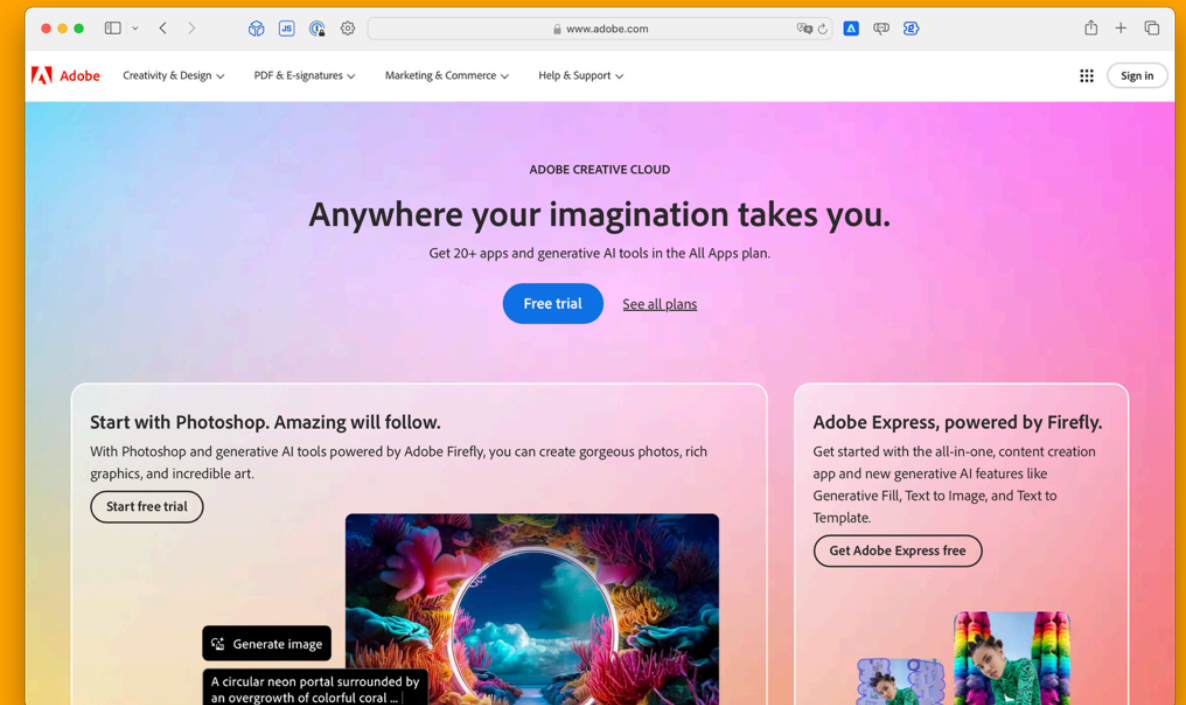 JS
www.adobe.com
Adobe
Creativity & Design
PDF & E-signatures
Marketing & Commerce
Help & Support
Sign in
ADOBE CREATIVE CLOUD
Anywhere your imagination takes you.
Get 20+ apps and generative AI tools in the All Apps plan.
Free trial
See all plans
Start with Photoshop. Amazing will follow.
With Photoshop and generative AI tools powered by Adobe Firefly, you can create gorgeous photos, rich
graphics, and incredible art.
Start free trial
Generate image
A circular neon portal surrounded by
an overgrowth of colorful coral ...
Adobe Express, powered by Firefly.
Get started with the all-in-one, content creation
app and new generative AI features like
Generative Fill, Text to Image, and Text to
Template.
Get Adobe Express free